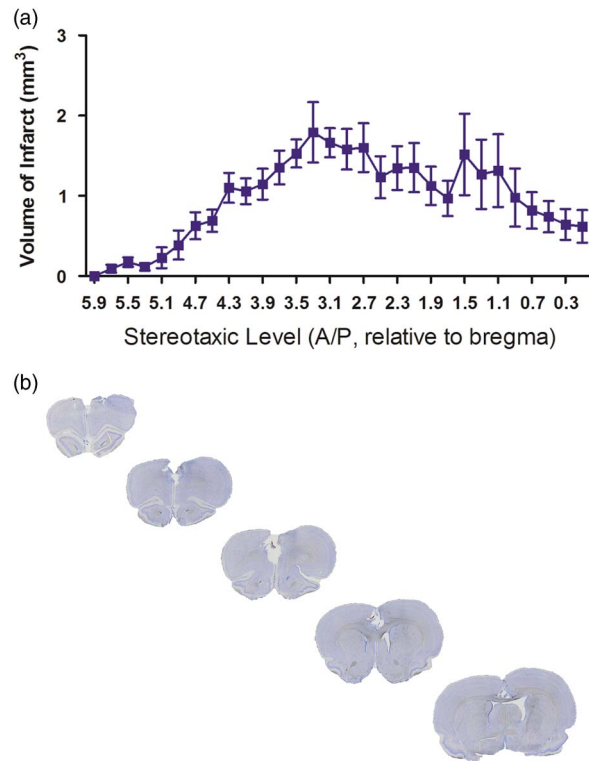 (a)
Volume of Infarct (mm³)
3
2
1
0
5.9 5.5 5.1 4.7 4.3 3.9 3.5 3.1 2.7 2.3 1.9 1.5 1.1 0.7 0.3
Stereotaxic Level (A/P, relative to bregma)
(b)